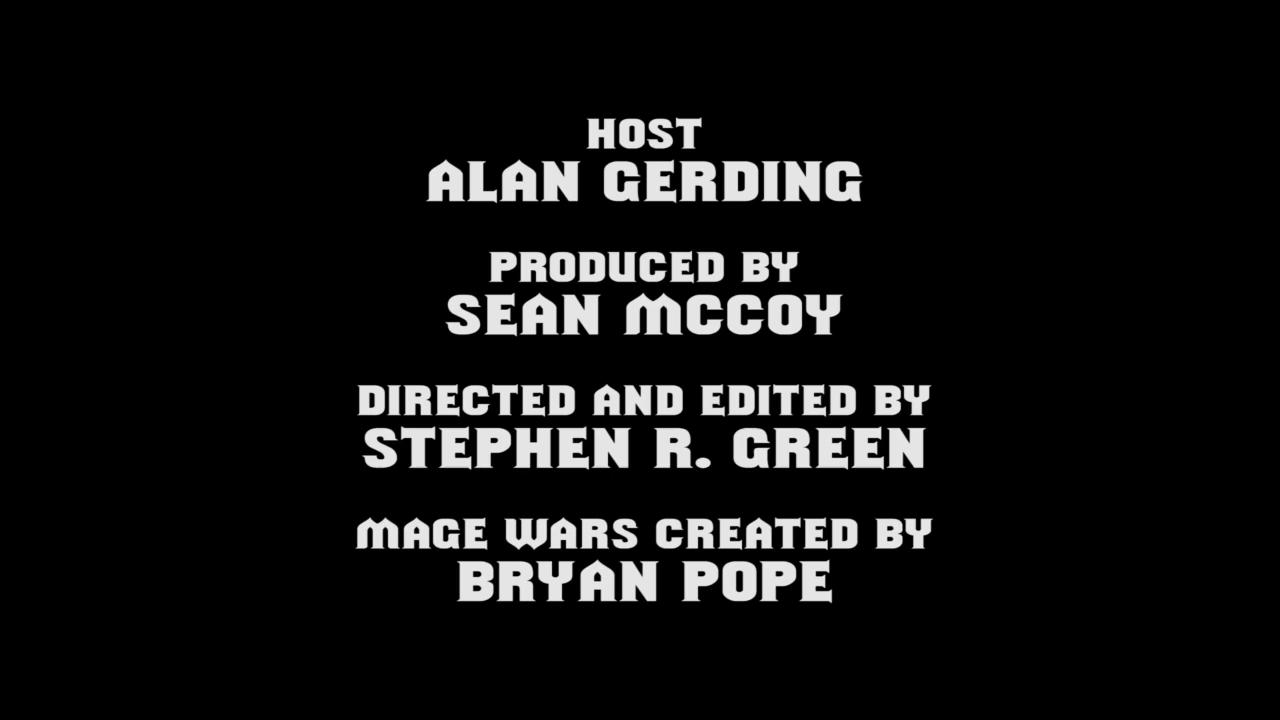 HOST
ALAN GERDING
PRODUCED BY
SEAN MCCOY
DIRECTED AND EDITED BY
STEPHEN R. GREEN
MAGE WARS CREATED BY
BRYAN POPE